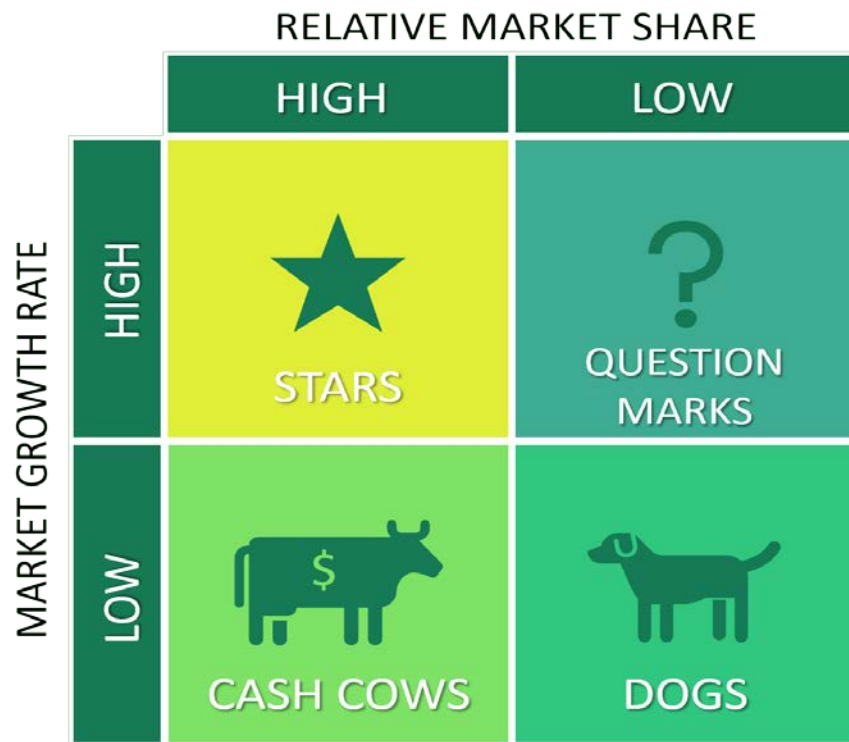 RELATIVE MARKET SHARE
HIGH
LOW
MARKET GROWTH RATE
HIGH
STARS
?
QUESTION
MARKS
LOW
$
CASH COWS
DOGS